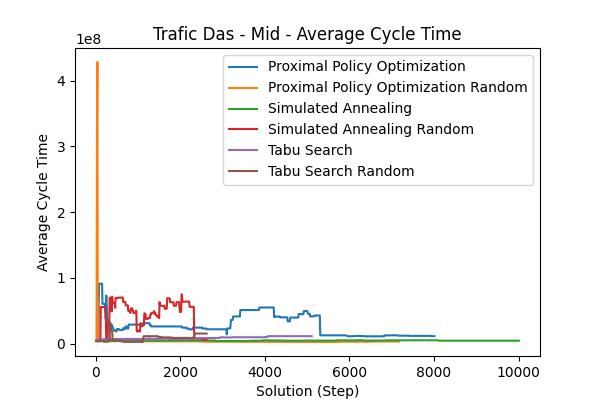 Trafic Das - Mid - Average Cycle Time
1e8
Proximal Policy Optimization
Proximal Policy Optimization Random
Simulated Annealing
Simulated Annealing Random
Tabu Search
Tabu Search Random
Average Cycle Time
4
3
2
1
0
0 2000 4000 6000 8000 10000
Solution (Step)